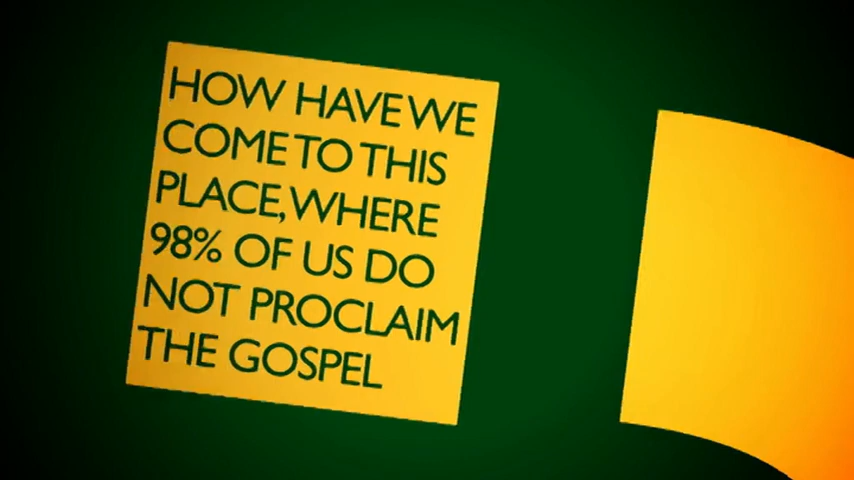 HOW HAVE WE
COME TO THIS
PLACE, WHERE
98% OF US DO
NOT PROCLAIM
THE GOSPEL